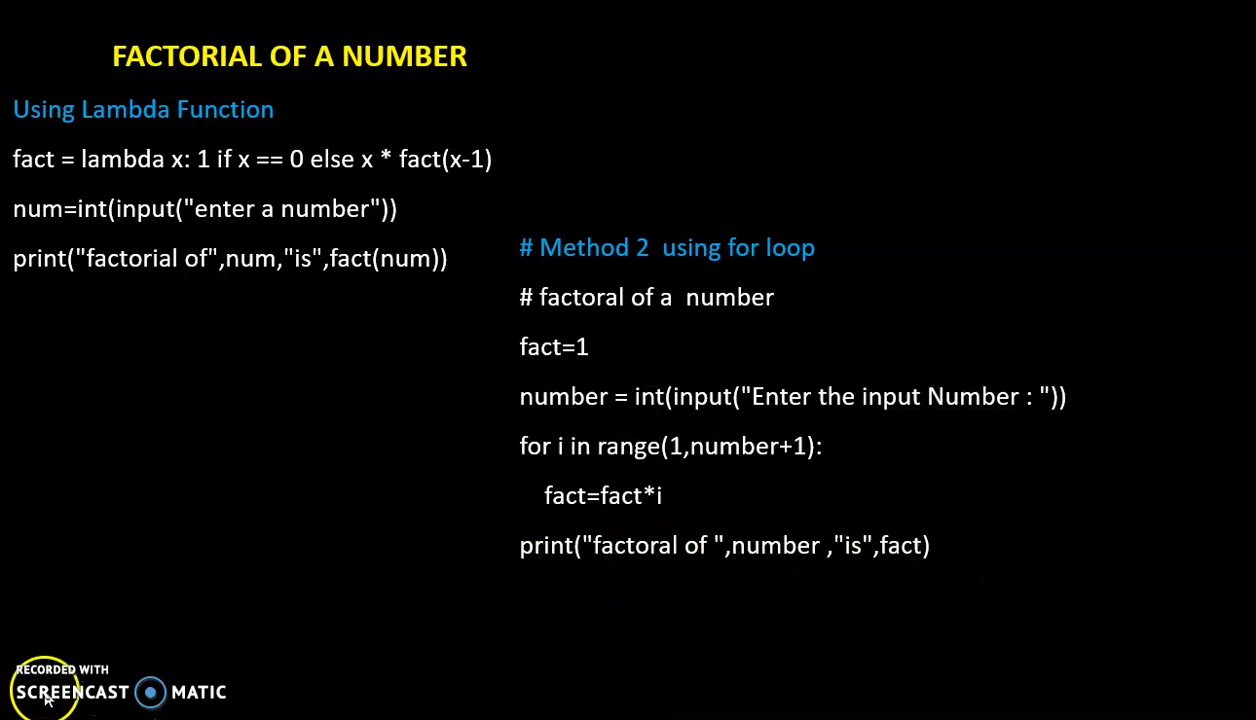 FACTORIAL OF A NUMBER
Using Lambda Function
fact = lambda x: 1 if x == 0 else x * fact(x-1)
num=int(input("enter a number"))
print("factorial of",num,"is",fact(num))
# Method 2  using for loop
# factoral of a  number
fact=1
number = int(input("Enter the input Number : "))
for i in range(1,number+1):
    fact=fact*i
print("factoral of ",number ,"is",fact)
RECORDED WITH
SCREENCAST MATIC